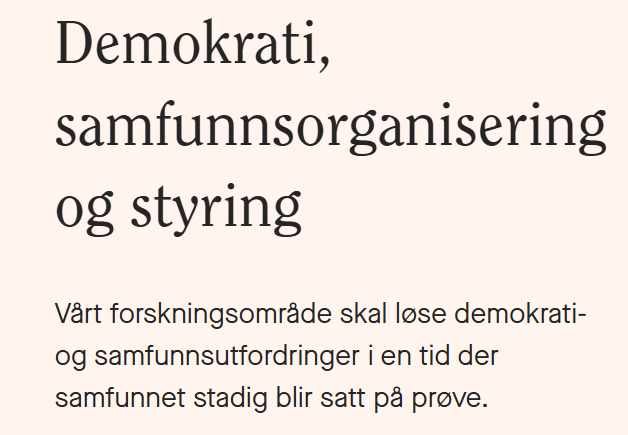 Demokrati,
samfunnsorganisering
og styring
Vårt forskningsområde skal løse demokrati-
og samfunnsutfordringer i en tid der
samfunnet stadig blir satt på prøve.